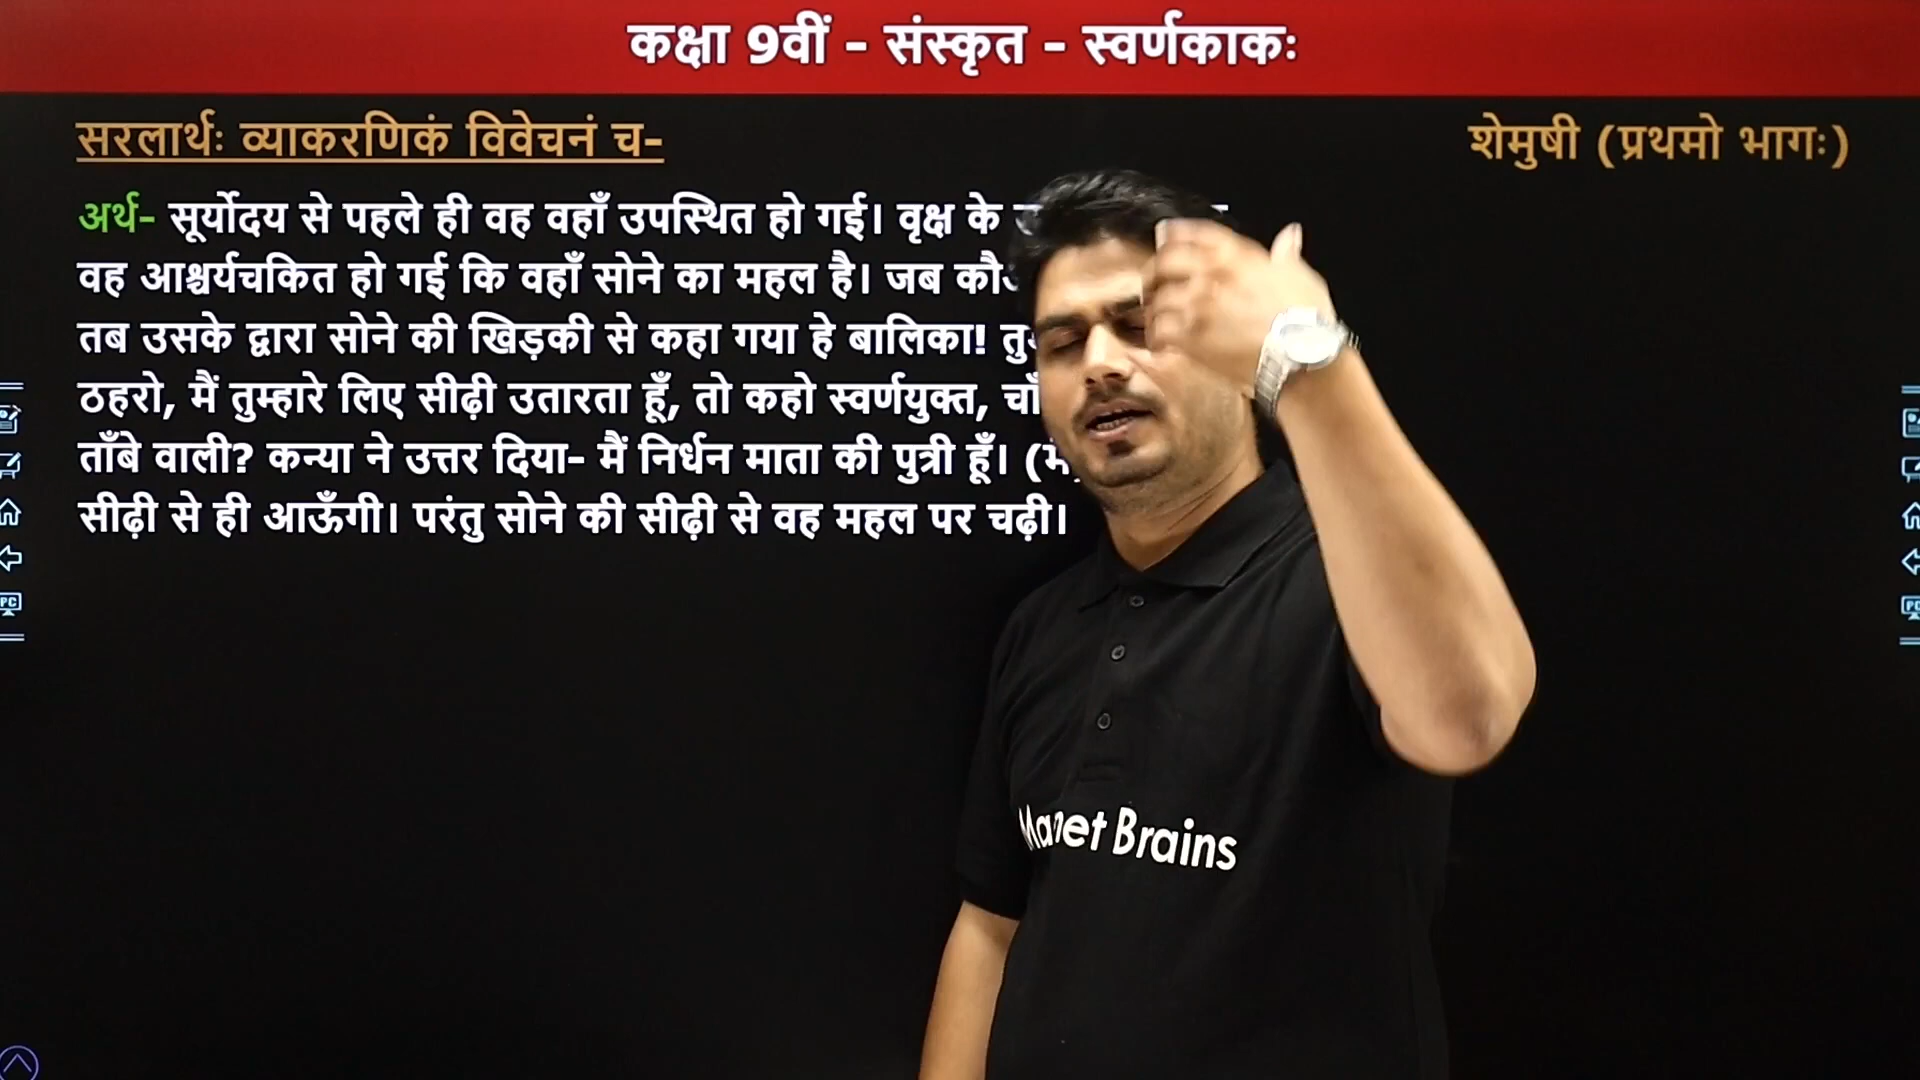 कक्षा 9वीं - संस्कृत - स्वर्णकाकः
सरलार्थः व्याकरणिकं विवेचनं च-
शेमुषी (प्रथमो भागः)
अर्थ- सूर्योदय से पहले ही वह वहाँ उपस्थित हो गई। वृक्ष के
वह आश्चर्यचकित हो गई कि वहाँ सोने का महल है। जब
तब उसके द्वारा सोने की खिड़की से कहा गया हे बालिका!
ठहरो, मैं तुम्हारे लिए सीढ़ी उतारता हूँ, तो कहो स्वर्णयुक्त,
ताँबे वाली? कन्या ने उत्तर दिया- मैं निर्धन माता की पुत्री हूँ।
सीढ़ी से ही आऊँगी। परंतु सोने की सीढ़ी से वह महल पर चढ़ी।
PC
Brains